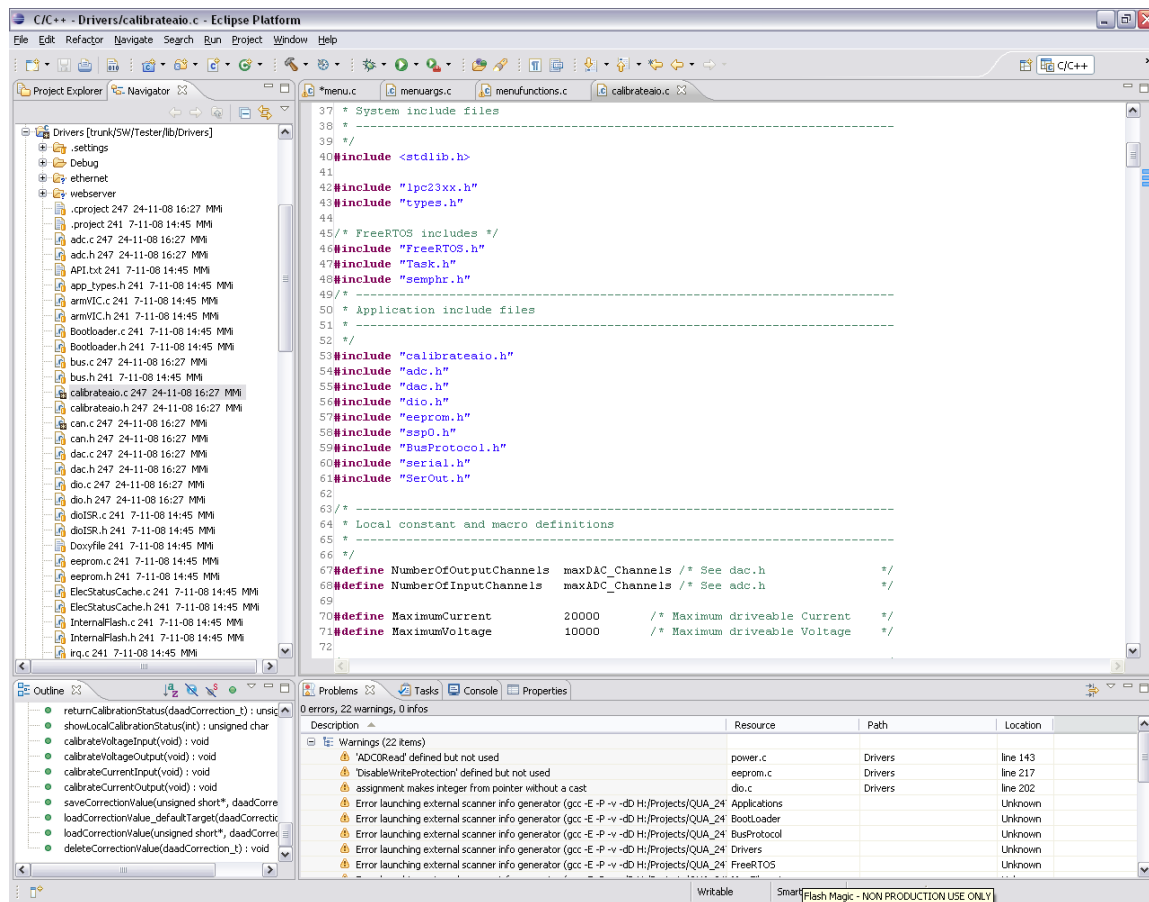 C/C++ - Drivers/calibrateaio.c - Eclipse Platform
File Edit Refactor Navigate Search Run Project Window Help
C/C++
Project Explorer Navigator
*menu.c menuargs.c menufunctions.c calibrateaio.c
Drivers [trunk/SW/Tester/lib/Drivers]
.settings
Debug
ethernet
webserver
.cproject 247 24-11-08 16:27 MMi
.project 241 7-11-08 14:45 MMi
adc.c 247 24-11-08 16:27 MMi
adc.h 247 24-11-08 16:27 MMi
API.txt 241 7-11-08 14:45 MMi
app_types.h 241 7-11-08 14:45 MMi
armVIC.c 241 7-11-08 14:45 MMi
armVIC.h 241 7-11-08 14:45 MMi
Bootloader.c 241 7-11-08 14:45 MMi
Bootloader.h 241 7-11-08 14:45 MMi
bus.c 247 24-11-08 16:27 MMi
bus.h 241 7-11-08 14:45 MMi
calibrateaio.c 247 24-11-08 16:27 MMi
calibrateaio.h 247 24-11-08 16:27 MMi
can.c 247 24-11-08 16:27 MMi
can.h 247 24-11-08 16:27 MMi
dac.c 247 24-11-08 16:27 MMi
dac.h 247 24-11-08 16:27 MMi
dio.c 247 24-11-08 16:27 MMi
dio.h 247 24-11-08 16:27 MMi
dioISR.c 241 7-11-08 14:45 MMi
dioISR.h 241 7-11-08 14:45 MMi
Doxyfile 241 7-11-08 14:45 MMi
eeprom.c 241 7-11-08 14:45 MMi
eeprom.h 241 7-11-08 14:45 MMi
ElecStatusCache.c 241 7-11-08 14:45 MMi
ElecStatusCache.h 241 7-11-08 14:45 MMi
InternalFlash.c 241 7-11-08 14:45 MMi
InternalFlash.h 241 7-11-08 14:45 MMi
irq.c 241 7-11-08 14:45 MMi
37 * System include files
38 * -----------------------------------------------------------------------------
39 */
40 #include <stdlib.h>
41
42 #include "lpc23xx.h"
43 #include "types.h"
44
45 /* FreeRTOS includes */
46 #include "FreeRTOS.h"
47 #include "Task.h"
48 #include "semphr.h"
49 /* -----------------------------------------------------------------------------
50 * Application include files
51 * -----------------------------------------------------------------------------
52 */
53 #include "calibrateaio.h"
54 #include "adc.h"
55 #include "dac.h"
56 #include "dio.h"
57 #include "eeprom.h"
58 #include "ssp0.h"
59 #include "BusProtocol.h"
60 #include "serial.h"
61 #include "SerOut.h"
62
63 /* -----------------------------------------------------------------------------
64 * Local constant and macro definitions
65 * -----------------------------------------------------------------------------
66 */
67 #define NumberOfOutputChannels maxDAC_Channels /* See dac.h */
68 #define NumberOfInputChannels maxADC_Channels /* See adc.h */
69
70 #define MaximumCurrent 20000 /* Maximum driveable Current */
71 #define MaximumVoltage 10000 /* Maximum driveable Voltage */
72
Outline
returnCalibrationStatus(daadCorrection_t) : unsig
showLocalCalibrationStatus(int) : unsigned char
calibrateVoltageInput(void) : void
calibrateVoltageOutput(void) : void
calibrateCurrentInput(void) : void
calibrateCurrentOutput(void) : void
saveCorrectionValue(unsigned short*, daadCorre
loadCorrectionValue_defaultTarget(daadCorrectic
loadCorrectionValue(unsigned short*, daadCorrec
deleteCorrectionValue(daadCorrection_t) : void
Problems Tasks Console Properties
0 errors, 22 warnings, 0 infos
Description Resource Path Location
Warnings (22 items)
'ADC0Read' defined but not used power.c Drivers line 143
'DisableWriteProtection' defined but not used eeprom.c Drivers line 217
assignment makes integer from pointer without a cast dio.c Drivers line 202
Error launching external scanner info generator (gcc -E -P -v -dD H:/Projects/QUA_24 Applications Unknown
Error launching external scanner info generator (gcc -E -P -v -dD H:/Projects/QUA_24 BootLoader Unknown
Error launching external scanner info generator (gcc -E -P -v -dD H:/Projects/QUA_24 BusProtocol Unknown
Error launching external scanner info generator (gcc -E -P -v -dD H:/Projects/QUA_24 Drivers Unknown
Error launching external scanner info generator (gcc -E -P -v -dD H:/Projects/QUA_24 FreeRTOS Unknown
Writable Smart
Flash Magic - NON PRODUCTION USE ONLY